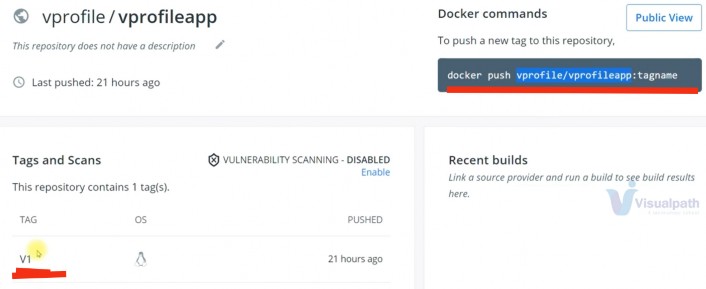 vprofile / vprofileapp
This repository does not have a description
Last pushed: 21 hours ago
Docker commands
Public View
To push a new tag to this repository,
docker push vprofile/vprofileapp:tagname
Tags and Scans
VULNERABILITY SCANNING - DISABLED
Enable
This repository contains 1 tag(s).
TAG OS PUSHED
V1 21 hours ago
Recent builds
Link a source provider and run a build to see build results
here.
Visualpath